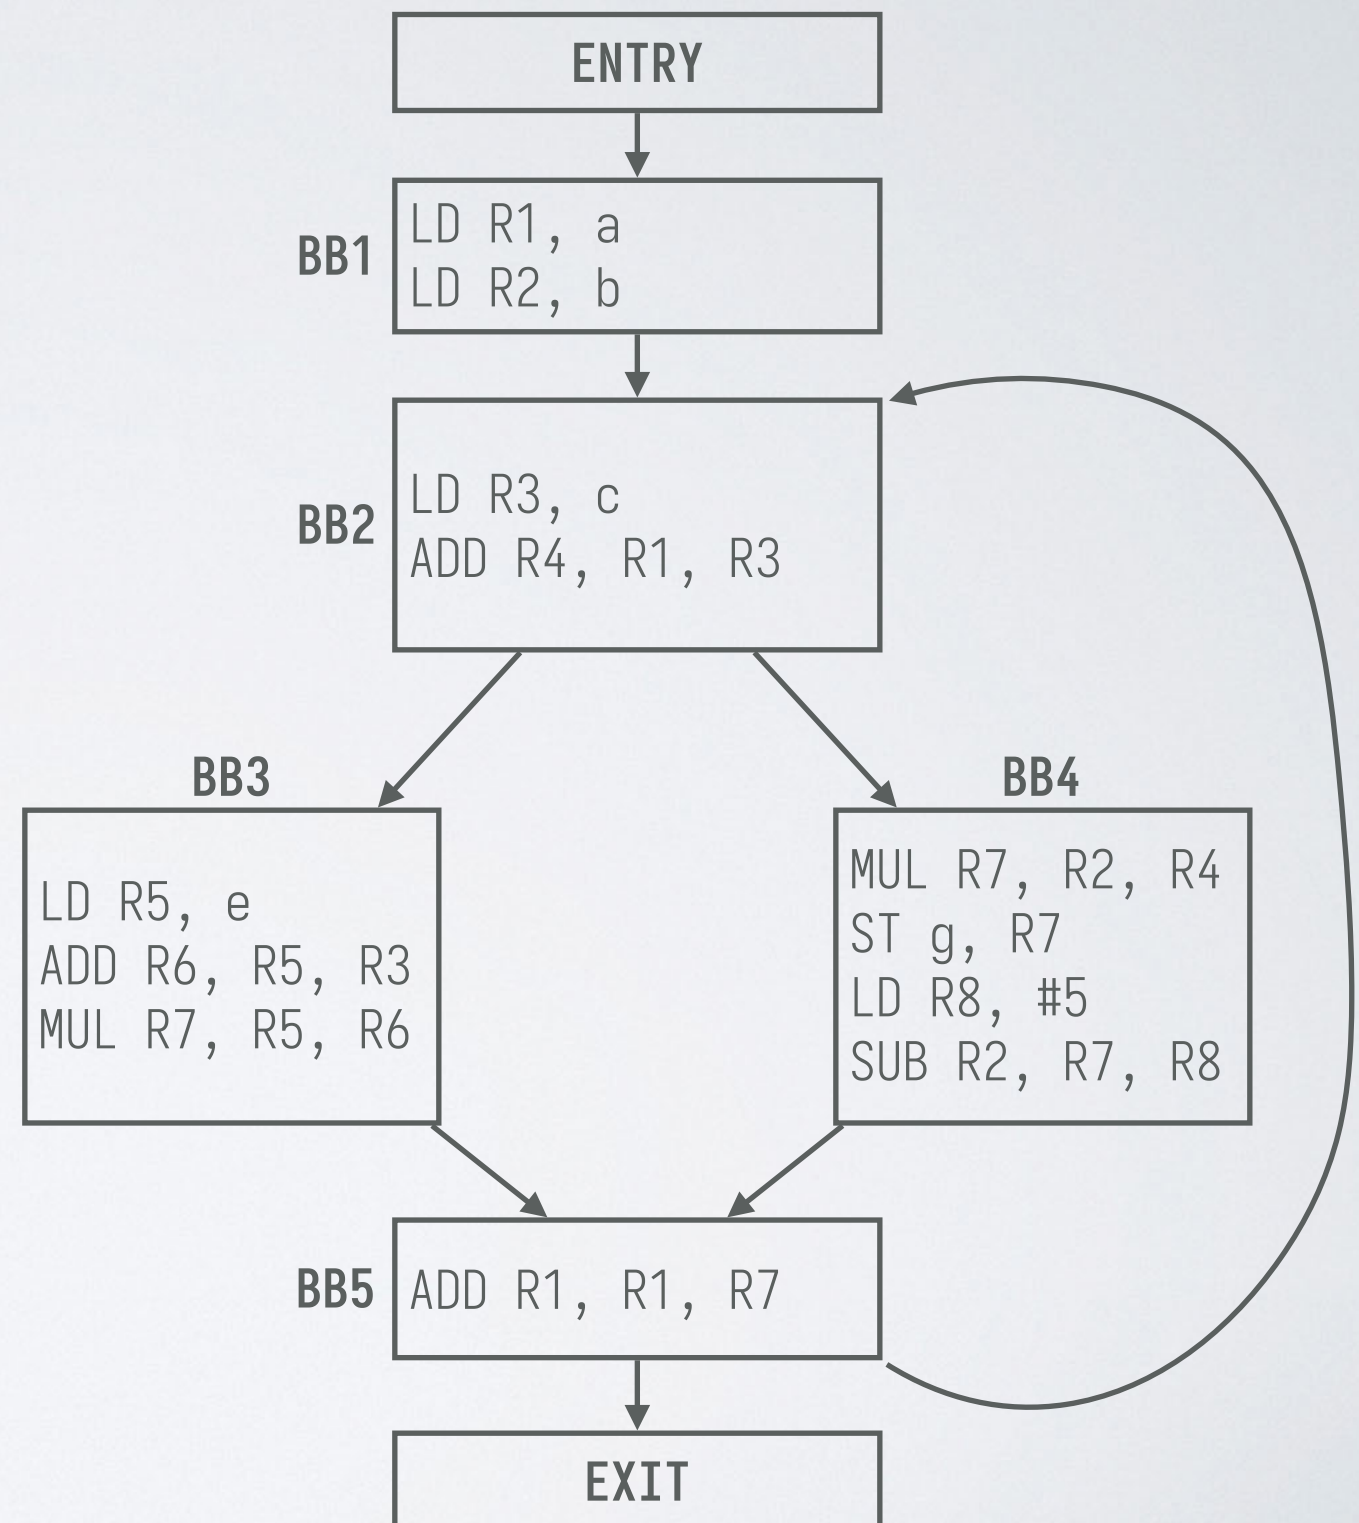 ENTRY
BB1
LD R1, a
LD R2, b
BB2
LD R3, c
ADD R4, R1, R3
BB3
LD R5, e
ADD R6, R5, R3
MUL R7, R5, R6
BB4
MUL R7, R2, R4
ST g, R7
LD R8, #5
SUB R2, R7, R8
BB5
ADD R1, R1, R7
EXIT